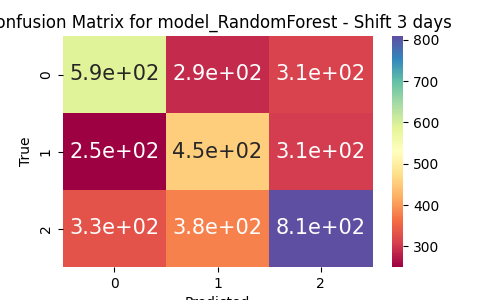 onfusion Matrix for model_RandomForest - Shift 3 days
0 5.9e+02 2.9e+02 3.1e+02
1 2.5e+02 4.5e+02 3.1e+02
2 3.3e+02 3.8e+02 8.1e+02
True
0 1 2
Predicted
800
700
600
500
400
300